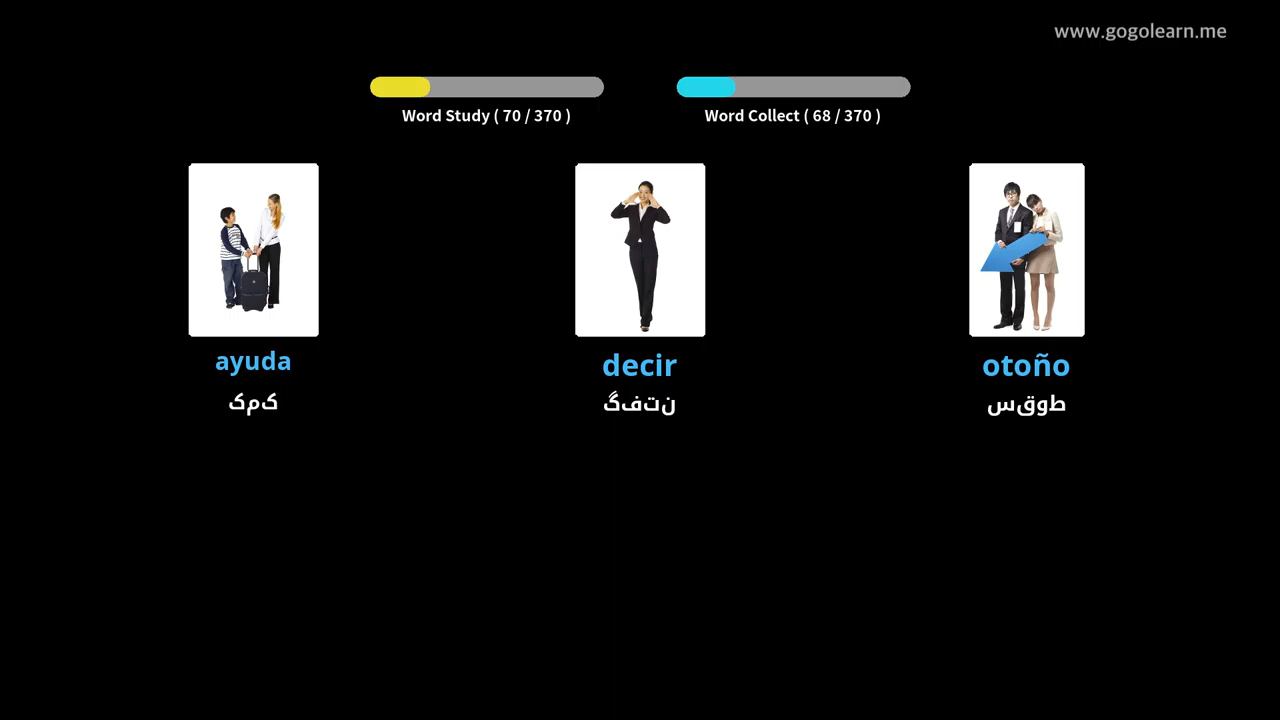 www.gogolearn.me
Word Study ( 70 / 370 )
Word Collect ( 68 / 370 )
ayuda
کمک
decir
نتفگ
otoño
طوقس